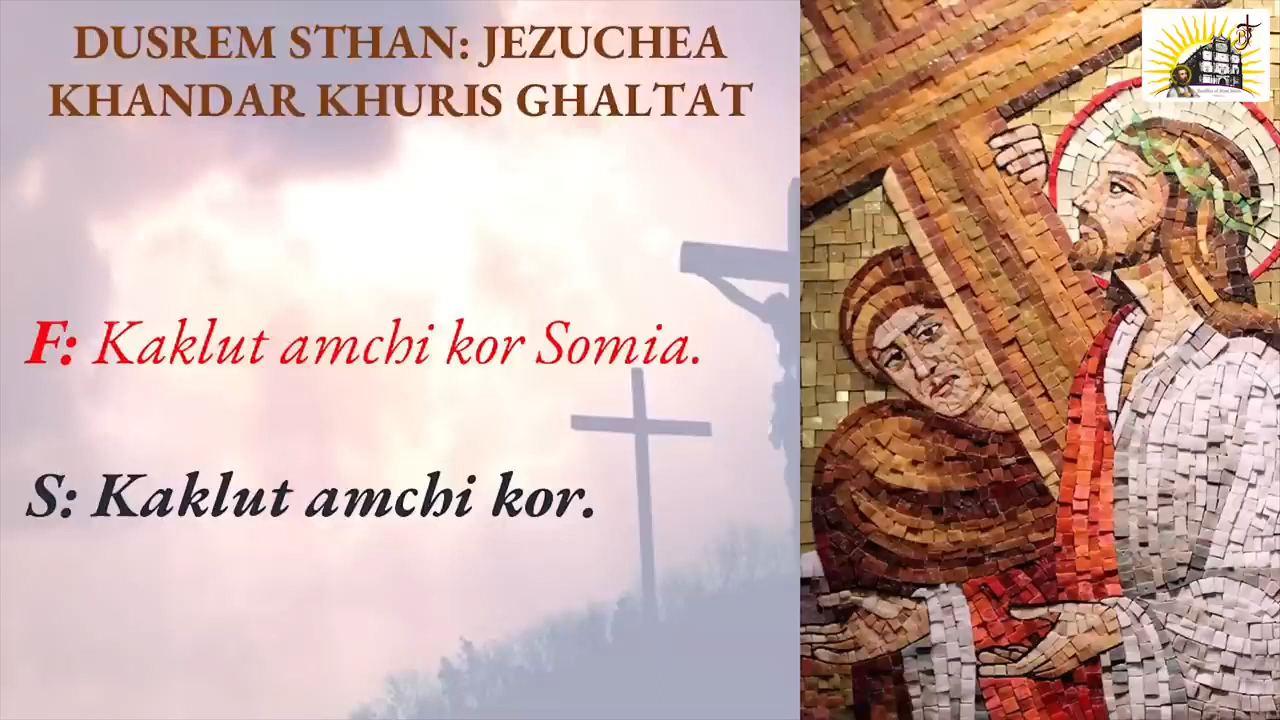 DUSREM STHAN: JEZUCHEA
KHANDAR KHURIS GHALTAT
F: Kaklut amchi kor Somia.
S: Kaklut amchi kor.